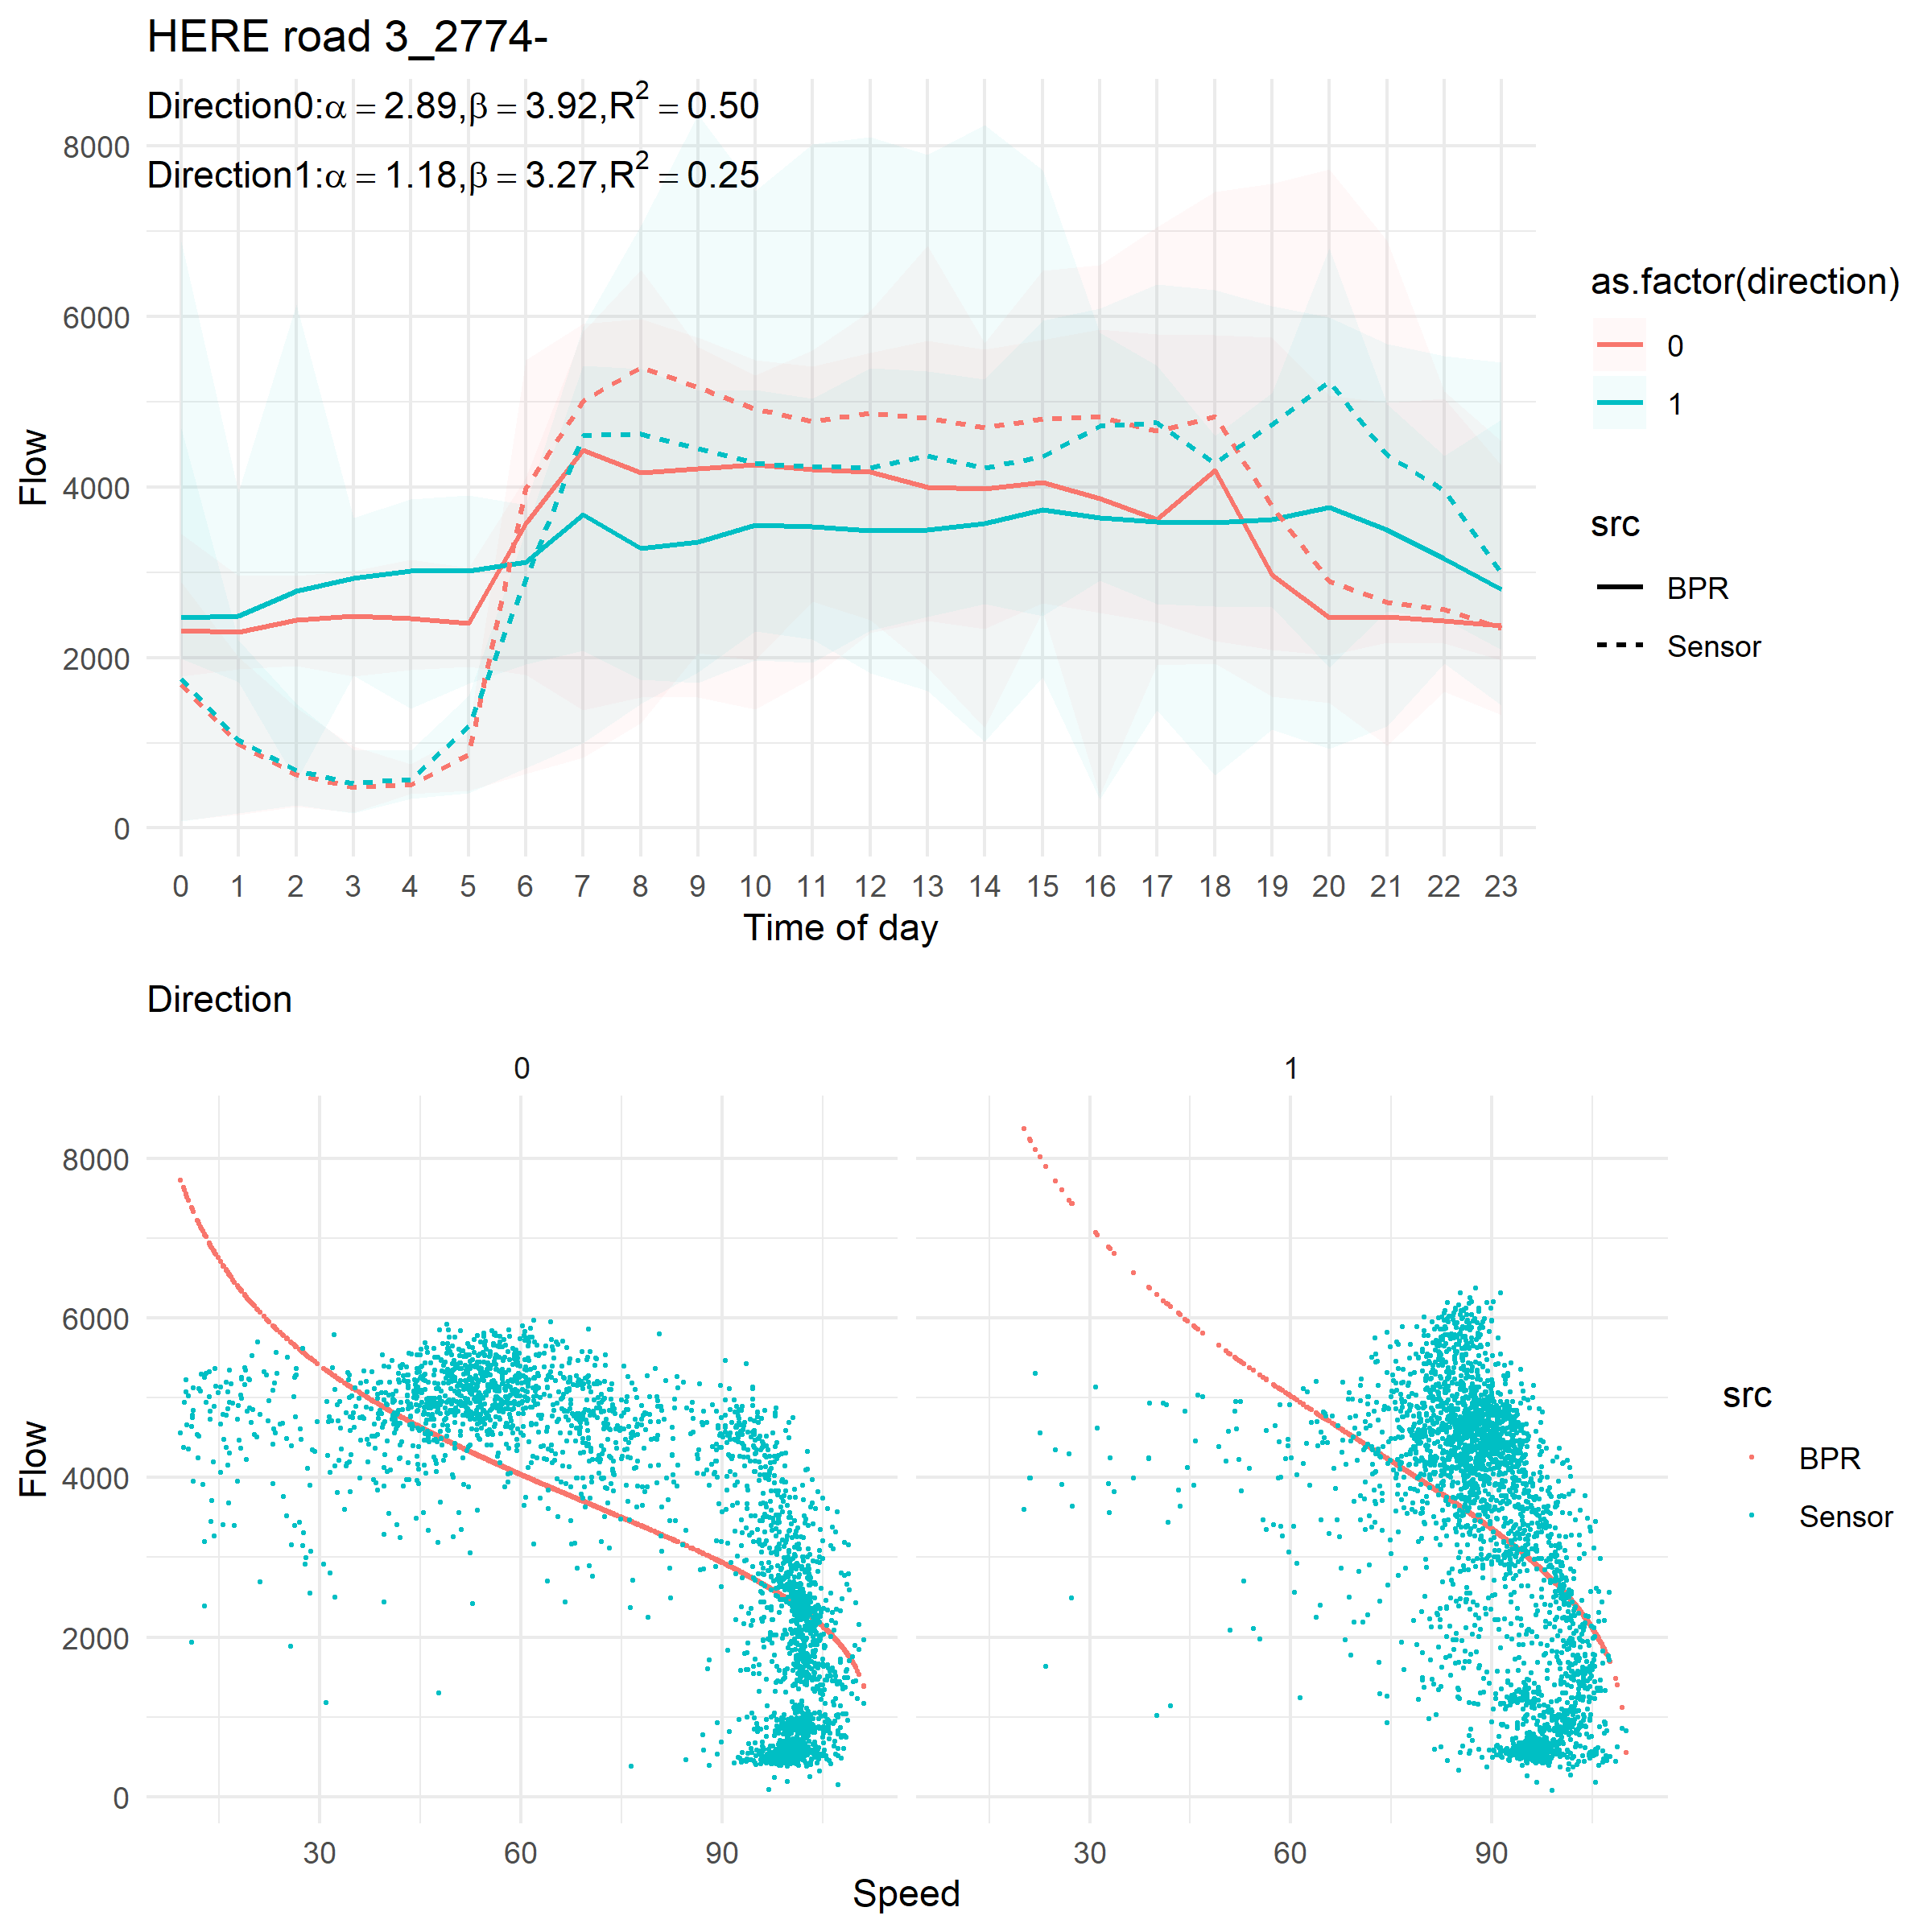 HERE road 3_2774-
Direction0:α = 2.89,β = 3.92,R² = 0.50
Direction1:α = 1.18,β = 3.27,R² = 0.25
8000
6000
4000
2000
0
Flow
0 1 2 3 4 5 6 7 8 9 10 11 12 13 14 15 16 17 18 19 20 21 22 23
Time of day
as.factor(direction)
0
1
src
BPR
Sensor
Direction
0 1
8000
6000
4000
2000
0
Flow
30 60 90 30 60 90
Speed
src
BPR
Sensor